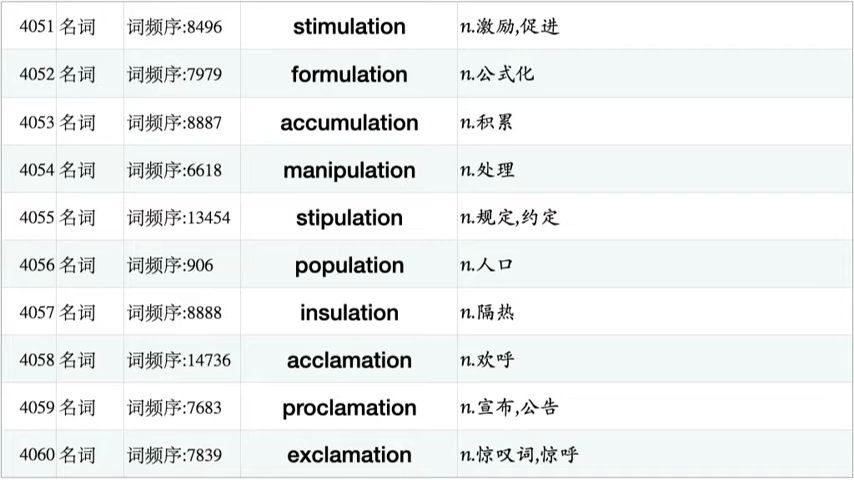 4051 名词 词频序:8496 stimulation n.激励,促进
4052 名词 词频序:7979 formulation n.公式化
4053 名词 词频序:8887 accumulation n.积累
4054 名词 词频序:6618 manipulation n.处理
4055 名词 词频序:13454 stipulation n.规定,约定
4056 名词 词频序:906 population n.人口
4057 名词 词频序:8888 insulation n.隔热
4058 名词 词频序:14736 acclamation n.欢呼
4059 名词 词频序:7683 proclamation n.宣布,公告
4060 名词 词频序:7839 exclamation n.惊叹词,惊呼